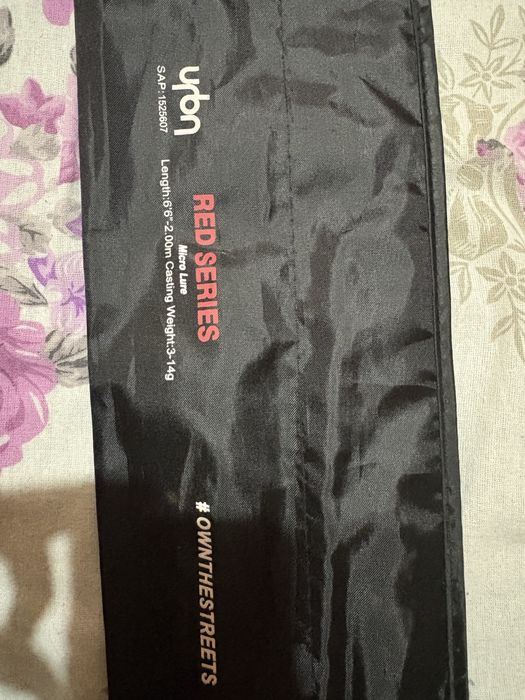 urbn
SAP:1525607
RED SERIES
Micro Lure
Length:6'6"-2.00m Casting Weight:3-14g
#OWNTHESTREETS